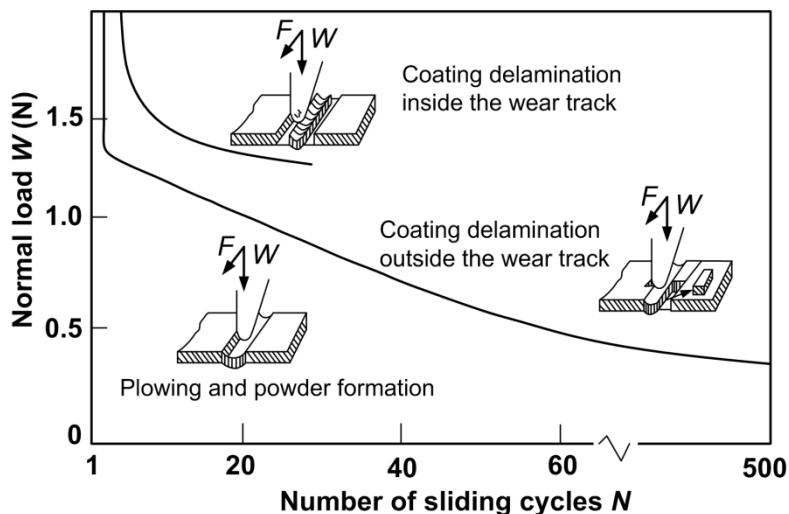 F W
Coating delamination
inside the wear track
1.5
Normal load W (N)
1.0
F W
Coating delamination
outside the wear track
F W
0.5
Plowing and powder formation
0
1 20 40 60 500
Number of sliding cycles N